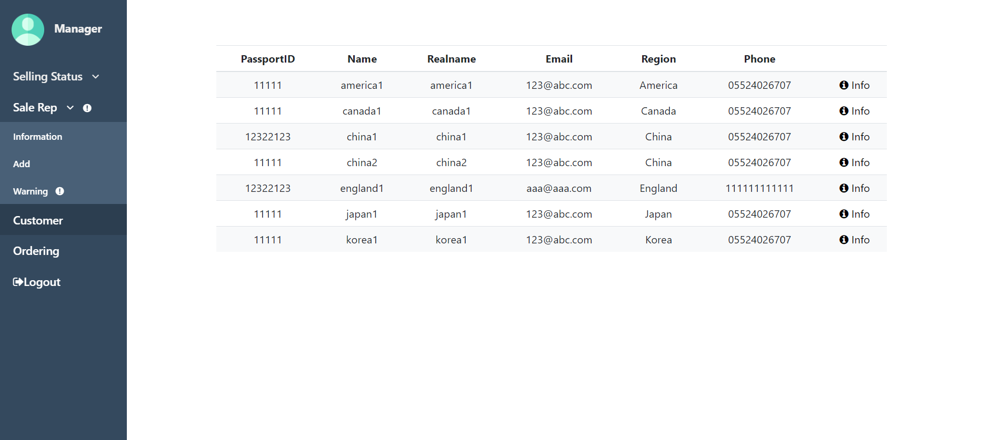 Manager
Selling Status
Sale Rep
Information
Add
Warning
Customer
Ordering
Logout
PassportID Name Realname Email Region Phone
11111 america1 america1 123@abc.com America 05524026707 Info
11111 canada1 canada1 123@abc.com Canada 05524026707 Info
12322123 china1 china1 123@abc.com China 05524026707 Info
11111 china2 china2 123@abc.com China 05524026707 Info
12322123 england1 england1 aaa@aaa.com England 111111111111 Info
11111 japan1 japan1 123@abc.com Japan 05524026707 Info
11111 korea1 korea1 123@abc.com Korea 05524026707 Info